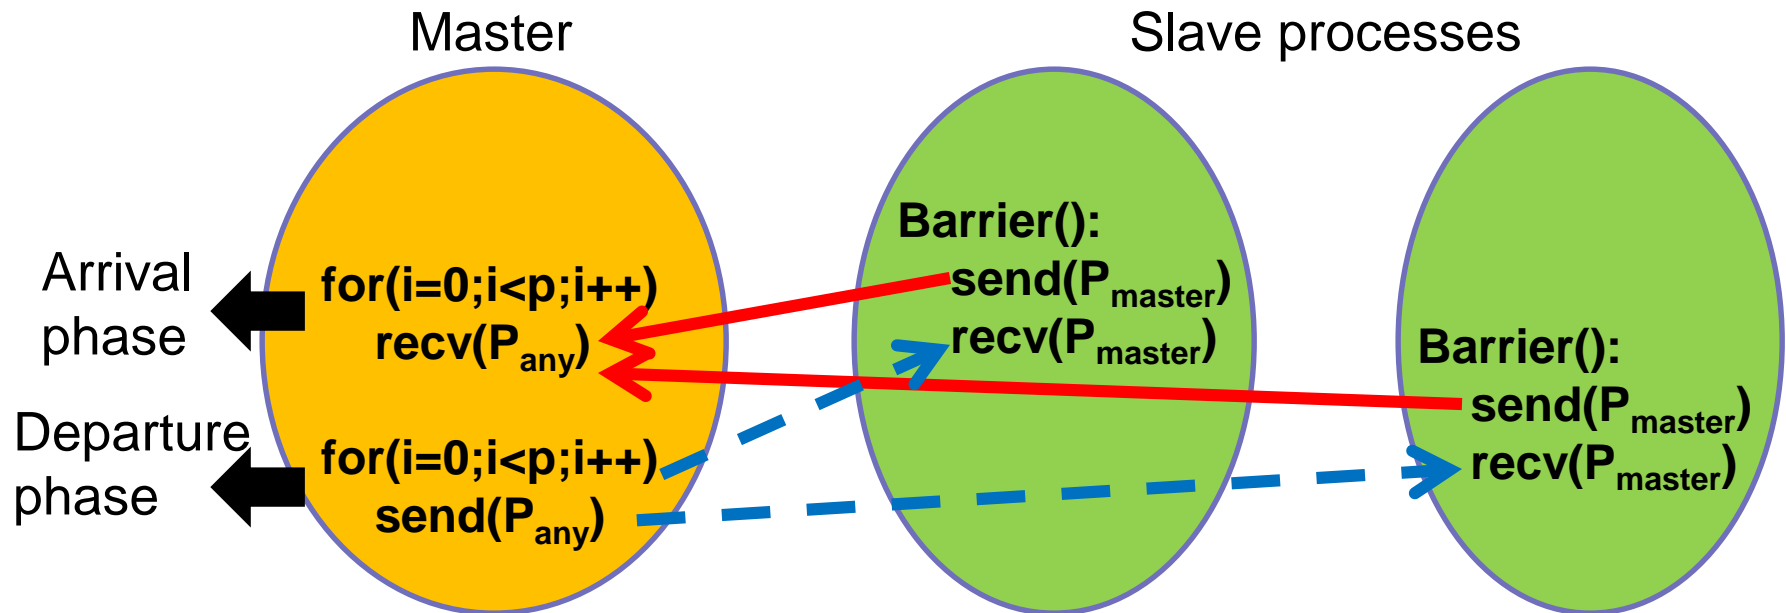 Master
Slave processes
Arrival
phase
for(i=0;i<p;i++)
recv(Pany)
Departure
phase
for(i=0;i<p;i++)
send(Pany)
Barrier():
send(Pmaster)
recv(Pmaster)
Barrier():
send(Pmaster)
recv(Pmaster)